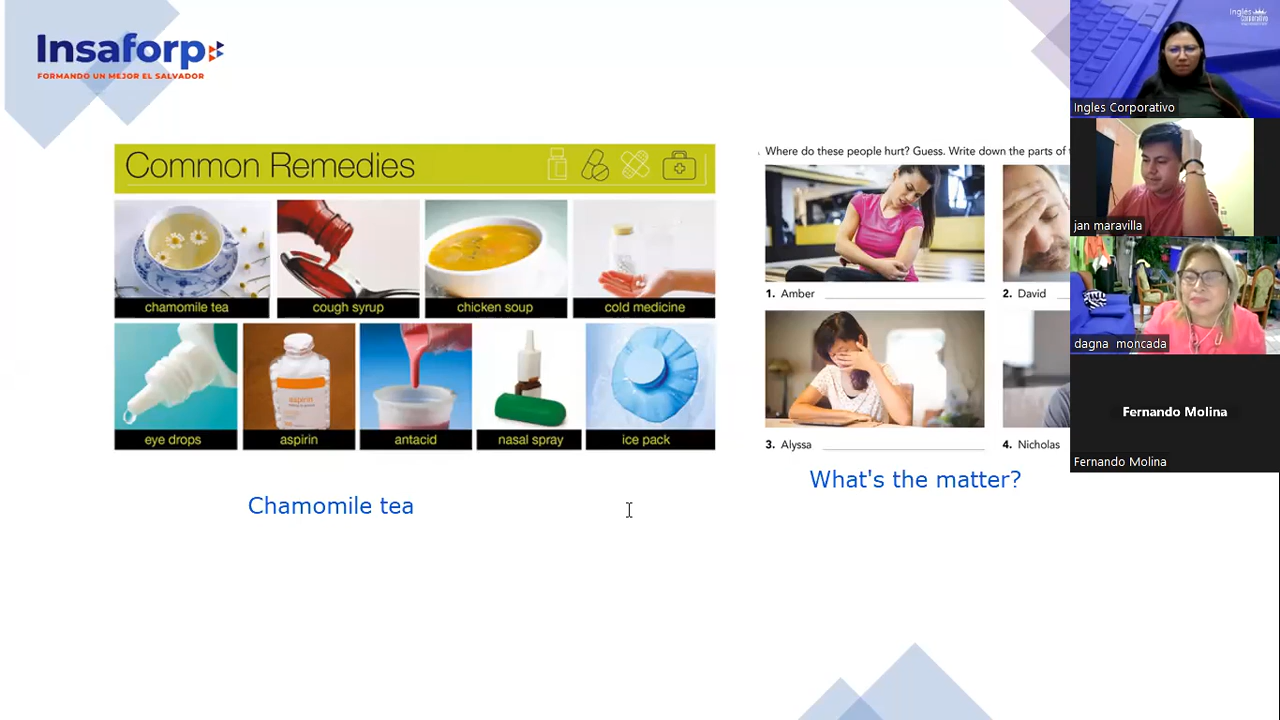 Insaforp
FORMANDO UN MEJOR EL SALVADOR
Common Remedies
chamomile tea
cough syrup
chicken soup
cold medicine
eye drops
aspirin
aspirin
antacid
nasal spray
ice pack
Chamomile tea
Where do these people hurt? Guess. Write down the parts of
1. Amber
2. David
3. Alyssa
4. Nicholas
What's the matter?
Inglés
Corporativo
Ingles Corporativo
jan maravilla
dagna moncada
Fernando Molina
Fernando Molina